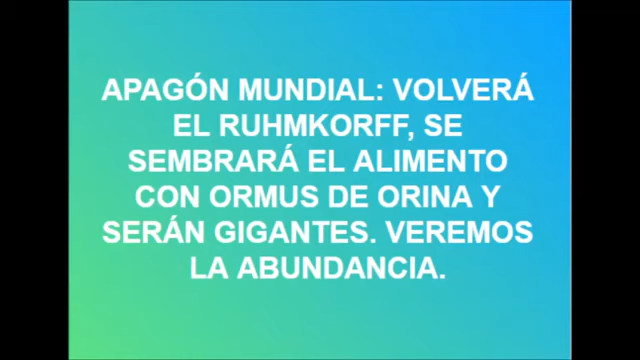 APAGÓN MUNDIAL: VOLVERÁ
EL RUHMKORFF, SE
SEMBRARÁ EL ALIMENTO
CON ORMUS DE ORINA Y
SERÁN GIGANTES. VEREMOS
LA ABUNDANCIA.